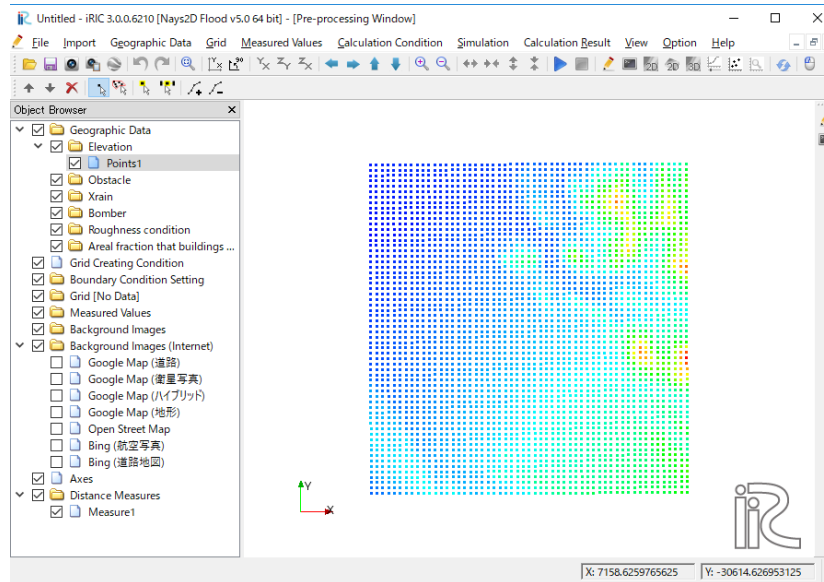 Untitled - iRIC 3.0.0.6210 [Nays2D Flood v5.0 64 bit] - [Pre-processing Window]
File Import Geographic Data Grid Measured Values Calculation Condition Simulation Calculation Result View Option Help
Object Browser
Geographic Data
Elevation
Points1
Obstacle
Xrain
Bomber
Roughness condition
Areal fraction that buildings ...
Grid Creating Condition
Boundary Condition Setting
Grid [No Data]
Measured Values
Background Images
Background Images (Internet)
Google Map (道路)
Google Map (衛星写真)
Google Map (ハイブリッド)
Google Map (地形)
Open Street Map
Bing (航空写真)
Bing (道路地図)
Axes
Distance Measures
Measure1
Y
X
iRIC
X: 7158.6259765625 Y: -30614.626953125